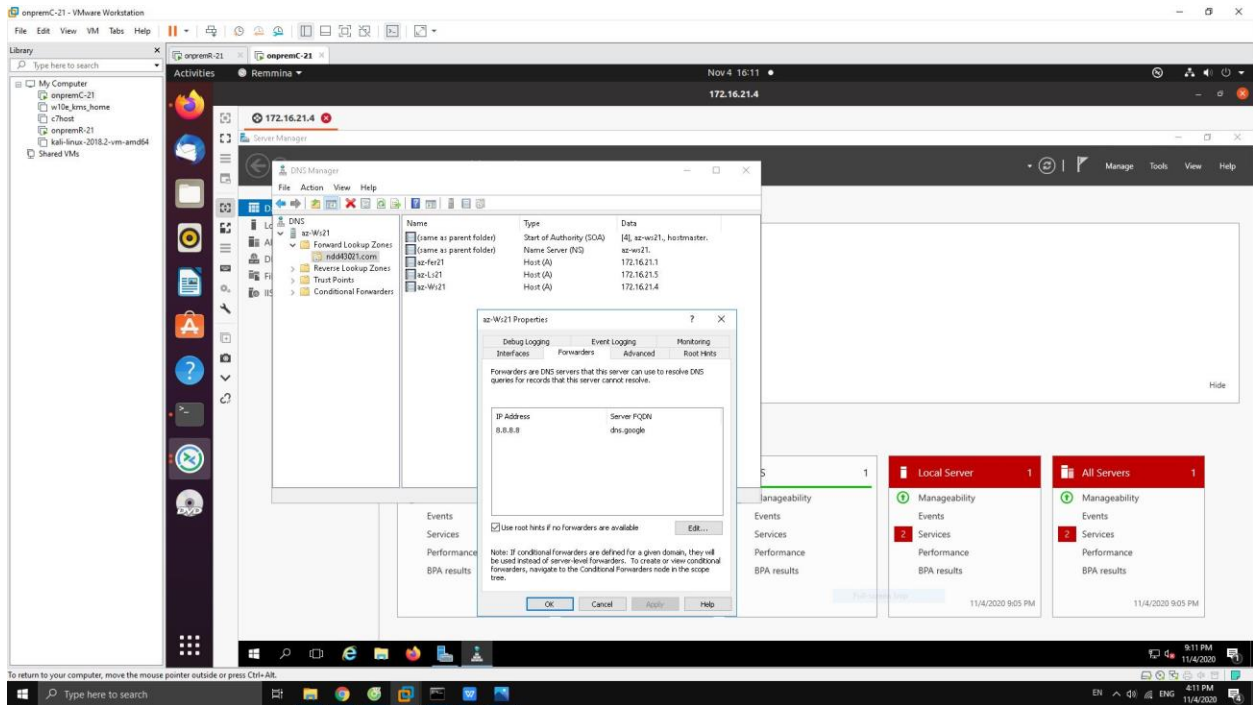 onpremC-21 - VMware Workstation
File Edit View VM Tabs Help
Library
Type here to search
My Computer
onpremC-21
w10e_kms_home
c7host
onpremR-21
kali-linux-2018.2-vm-amd64
Shared VMs
onpremR-21
onpremC-21
Activities Remmina Nov 4 16:11
172.16.21.4
172.16.21.4
Server Manager
Manage Tools View Help
DNS Manager
File Action View Help
DNS
az-Ws21
Forward Lookup Zones
ndd43021.com
Reverse Lookup Zones
Trust Points
Conditional Forwarders
Name Type Data
(same as parent folder) Start of Authority (SOA) [4], az-ws21., hostmaster.
(same as parent folder) Name Server (NS) az-ws21.
az-fer21 Host (A) 172.16.21.1
az-Ls21 Host (A) 172.16.21.5
az-Ws21 Host (A) 172.16.21.4
az-Ws21 Properties
Debug Logging Event Logging Monitoring
Interfaces Forwarders Advanced Root Hints
Forwarders are DNS servers that this server can use to resolve DNS
queries for records that this server cannot resolve.
IP Address Server FQDN
8.8.8.8 dns.google
Use root hints if no forwarders are available Edit...
Note: If conditional forwarders are defined for a given domain, they will
be used instead of server-level forwarders. To create or view conditional
forwarders, navigate to the Conditional Forwarders node in the scope
tree.
OK Cancel Apply Help
Hide
Events
Services
Performance
BPA results
1
Manageability
Events
Services
Performance
BPA results
Local Server 1
Manageability
Events
2 Services
Performance
BPA results
11/4/2020 9:05 PM
All Servers 1
Manageability
Events
2 Services
Performance
BPA results
11/4/2020 9:05 PM
9:11 PM
11/4/2020
To return to your computer, move the mouse pointer outside or press Ctrl+Alt.
Type here to search
EN ENG 4:11 PM
11/4/2020